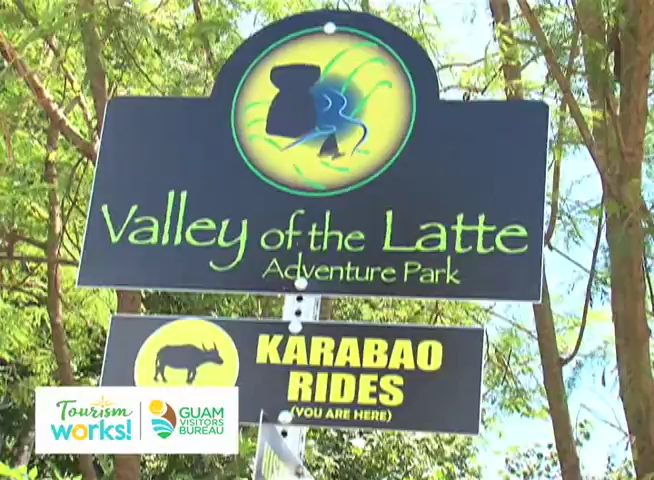 Valley of the Latte
Adventure Park
KARABAO
RIDES
(YOU ARE HERE)
Tourism
works!
GUAM
VISITORS
BUREAU